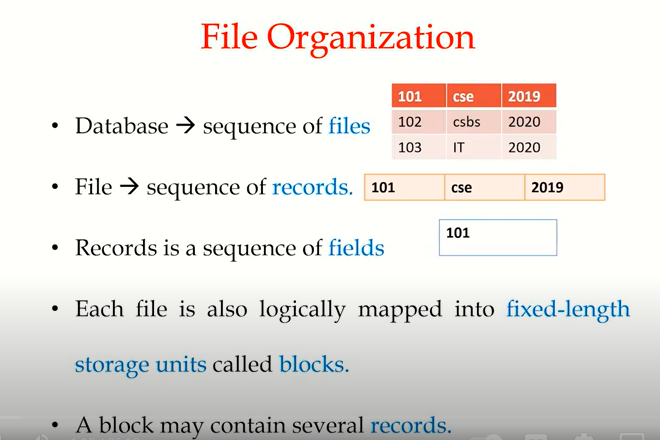 File Organization
• Database → sequence of files
101 cse 2019
102 csbs 2020
103 IT 2020
• File → sequence of records.
101 cse 2019
• Records is a sequence of fields
101
• Each file is also logically mapped into fixed-length
storage units called blocks.
• A block may contain several records.